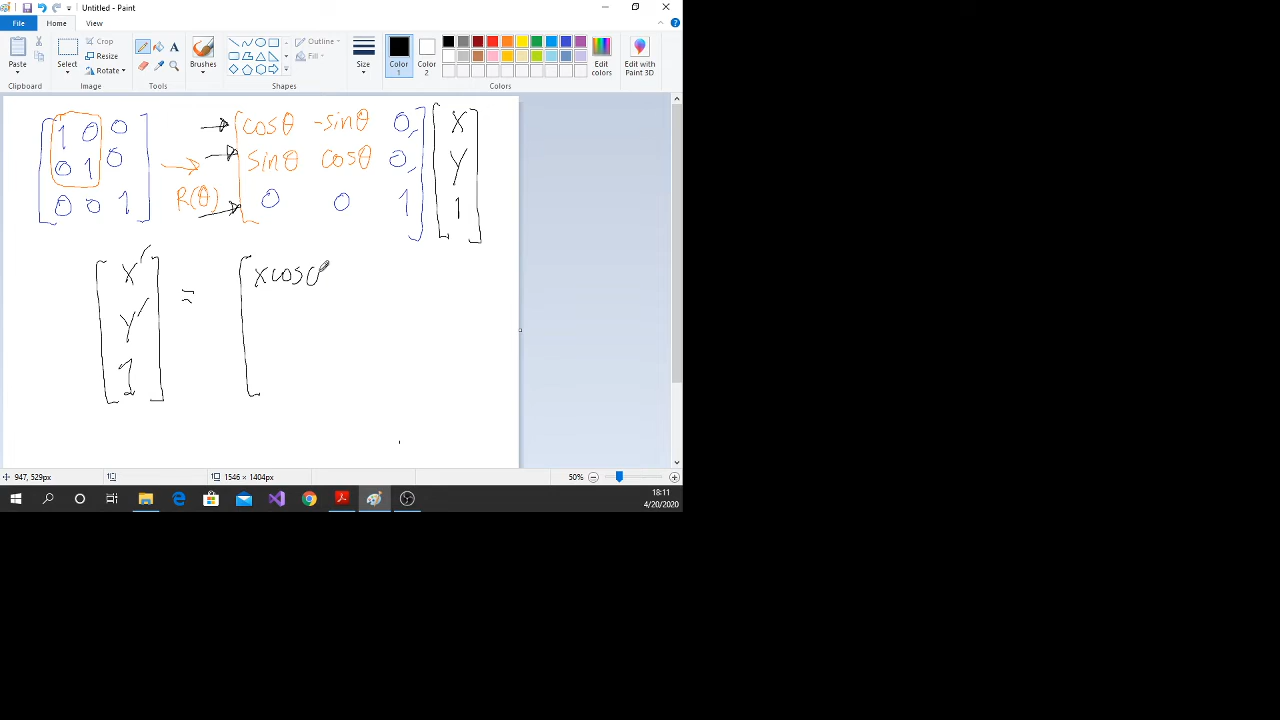 Untitled - Paint
File Home View
Paste
Clipboard
Select
Crop
Resize
Rotate
Image
A
Tools
Brushes
Outline
Fill
Shapes
Size
Color 1
Color 2
Edit colors
Edit with Paint 3D
Colors
1 0 0
0 1 0
0 0 1
R(θ)
cosθ -sinθ 0
sinθ cosθ 0
0 0 1
X
Y
1
X'
Y'
1
=
xcos
947, 529px
1546 × 1404px
50%
18:11
4/20/2020